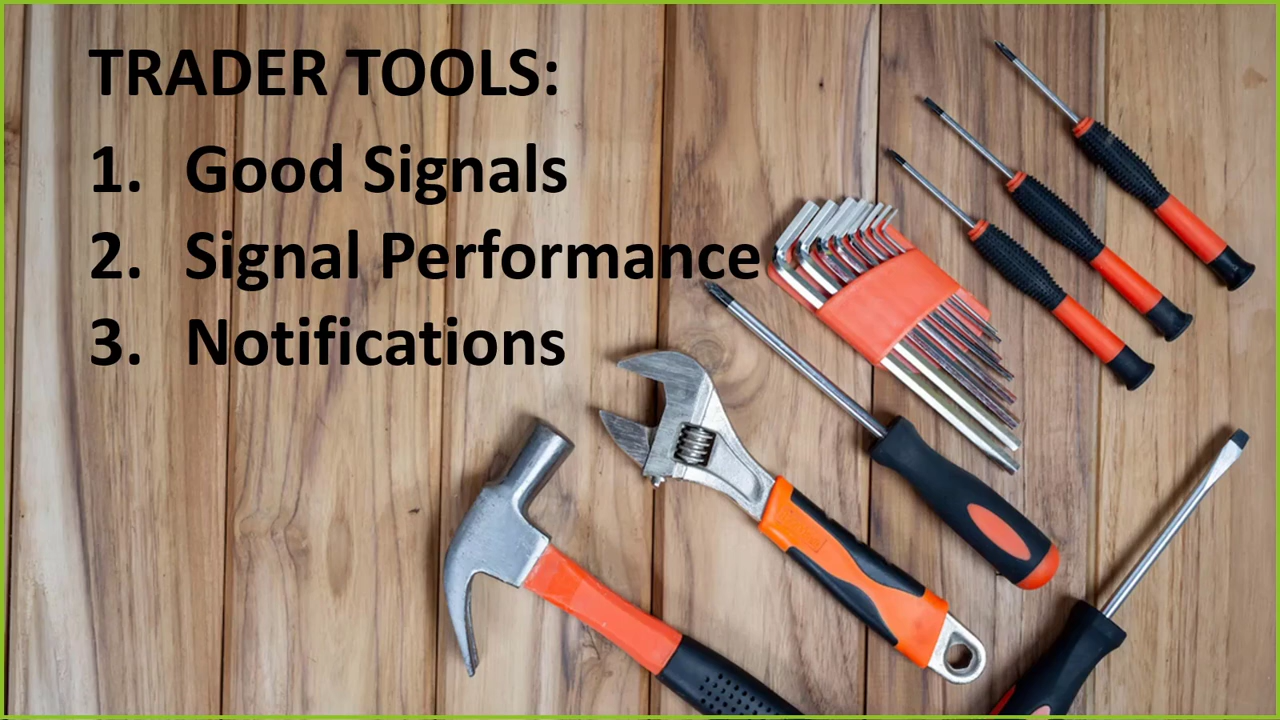 TRADER TOOLS:
1. Good Signals
2. Signal Performance
3. Notifications